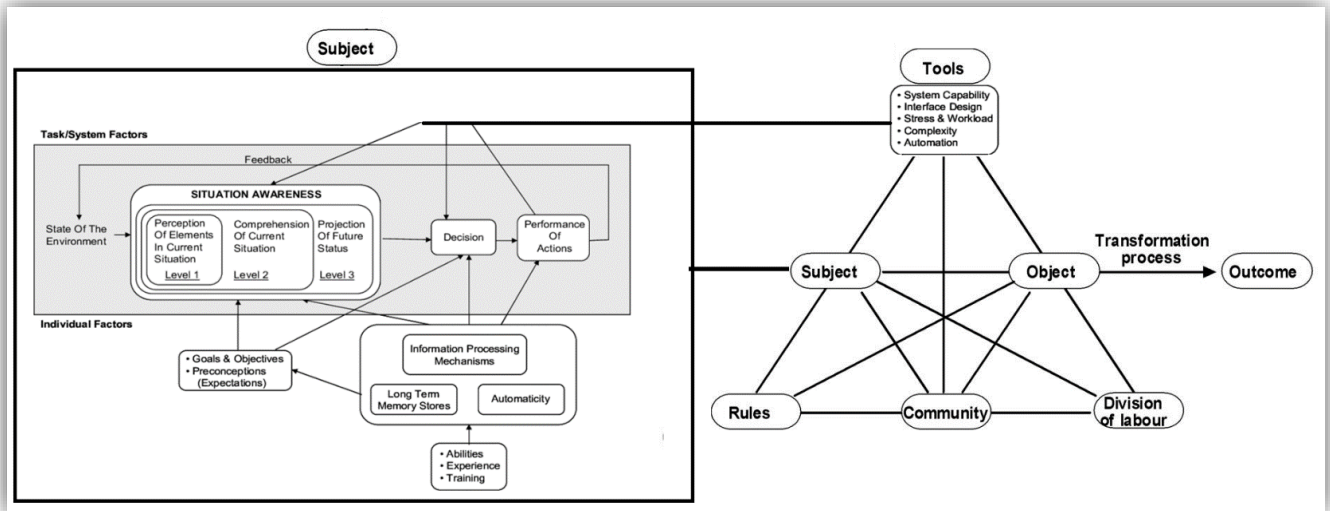 Subject
Task/System Factors
Feedback
SITUATION AWARENESS
State Of The
Environment
Perception
Of Elements
In Current
Situation
Level 1
Comprehension
Of Current
Situation
Level 2
Projection
Of Future
Status
Level 3
Decision
Performance
Of
Actions
Individual Factors
• Goals & Objectives
• Preconceptions
(Expectations)
Information Processing
Mechanisms
Long Term
Memory Stores
Automaticity
• Abilities
• Experience
• Training
Tools
• System Capability
• Interface Design
• Stress & Workload
• Complexity
• Automation
Subject
Object
Transformation
process
Outcome
Rules
Community
Division
of labour